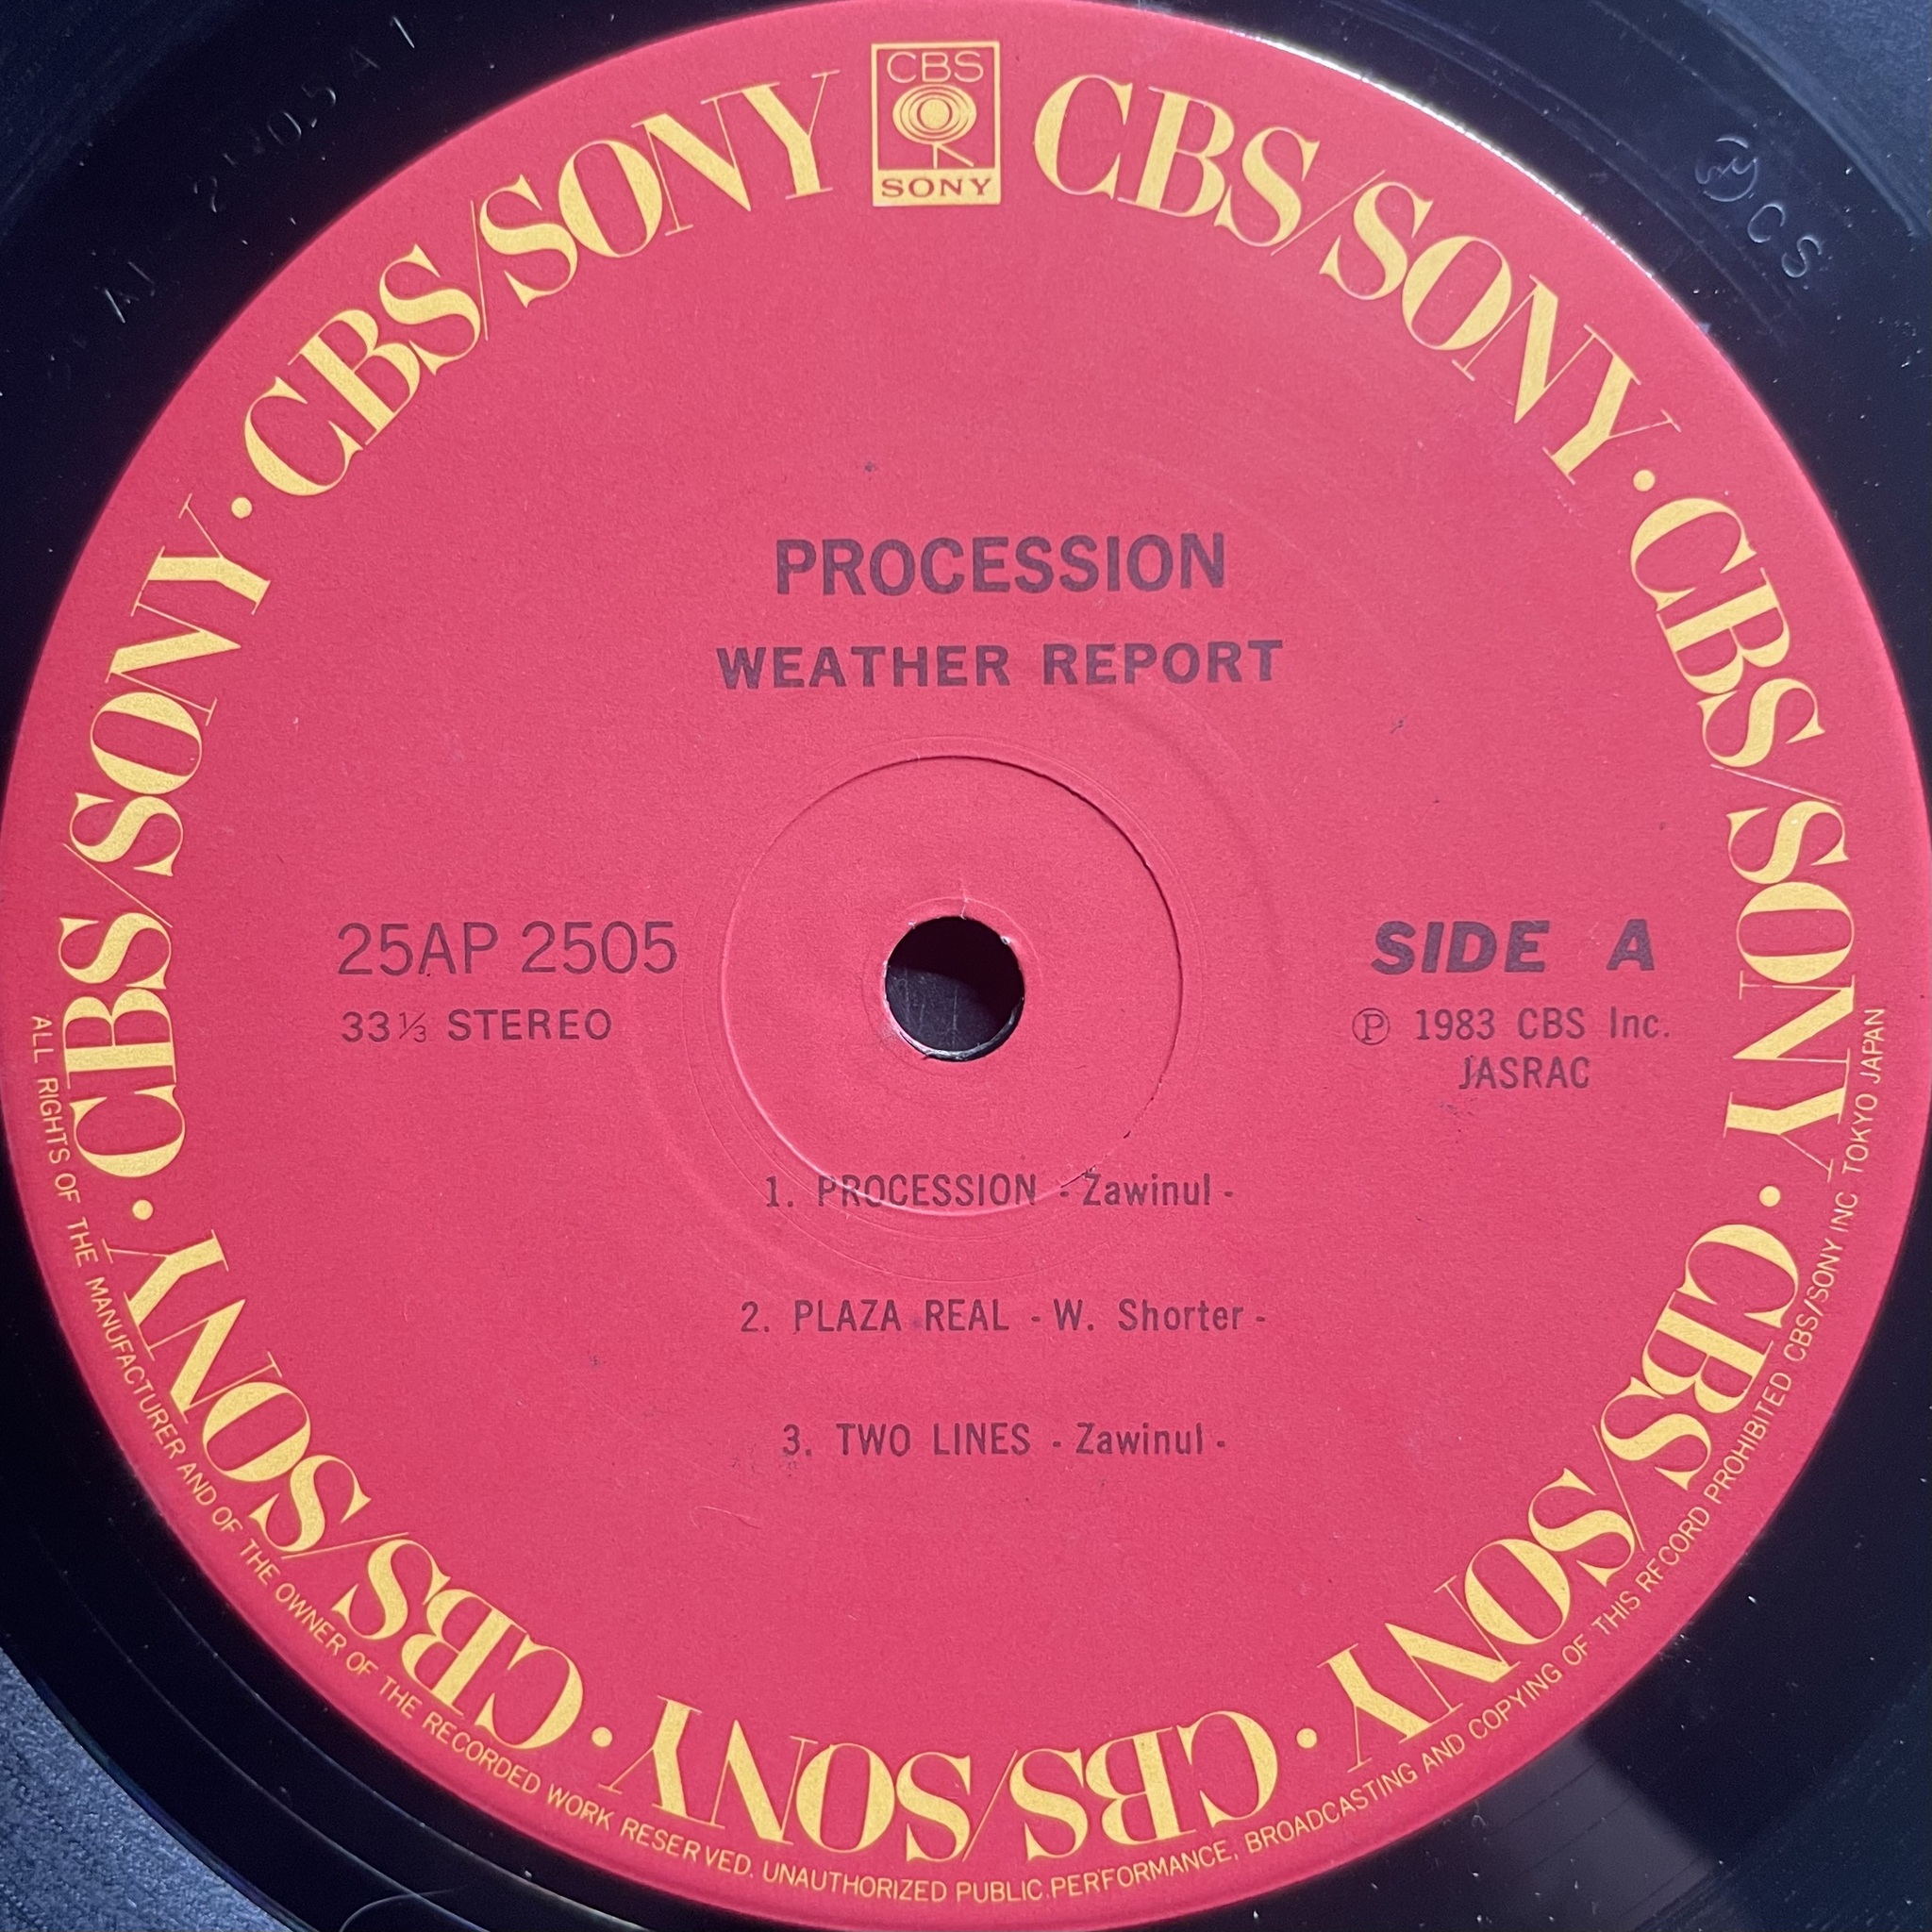 CBS
SONY
CBS/SONY · CBS/SONY · CBS/SONY · CBS/SONY · CBS/SONY · CBS/SONY · CBS/SONY
PROCESSION
WEATHER REPORT
25AP 2505
33⅓ STEREO
SIDE A
Ⓟ 1983 CBS Inc.
JASRAC
1. PROCESSION - Zawinul -
2. PLAZA REAL - W. Shorter -
3. TWO LINES - Zawinul -
ALL RIGHTS OF THE MANUFACTURER AND OF THE OWNER OF THE RECORDED WORK RESERVED. UNAUTHORIZED PUBLIC PERFORMANCE, BROADCASTING AND COPYING OF THIS RECORD PROHIBITED CBS/SONY INC TOKYO JAPAN